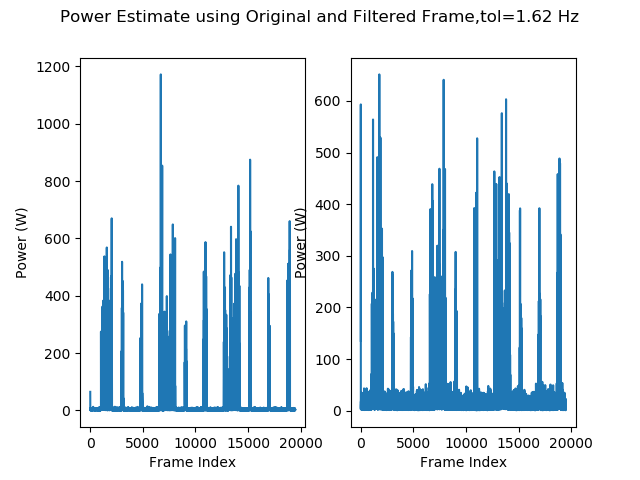 Power Estimate using Original and Filtered Frame,tol=1.62 Hz
Power (W)
1200
1000
800
600
400
200
0
0 5000 10000 15000 20000
Frame Index
Power (W)
600
500
400
300
200
100
0
0 5000 10000 15000 20000
Frame Index